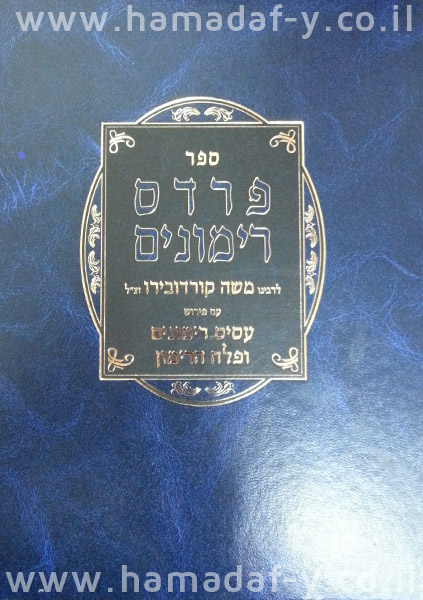 www.hamadaf-y.co.il
ספר
פרדס
רימונים
לרבינו משה קורדובירו זצ״ל
עם פירוש
עסיס רימונים
ופלח הרימון
www.hamadaf-y.co.il